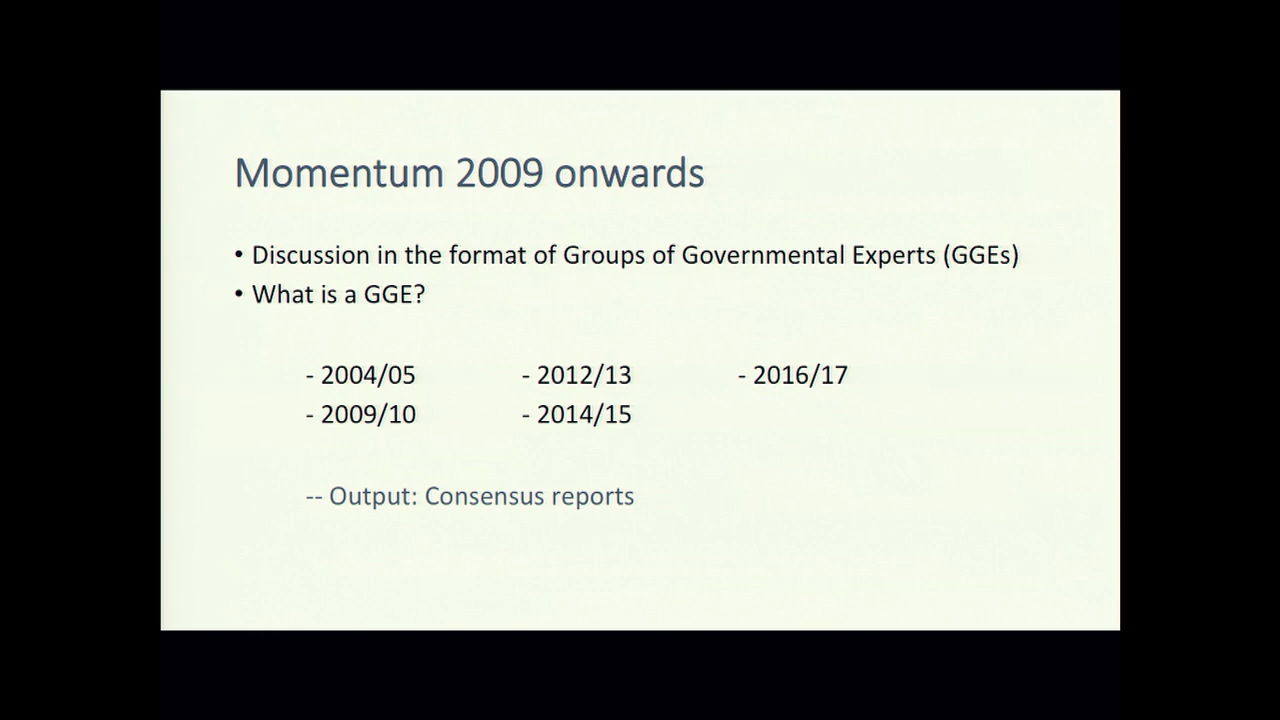 Momentum 2009 onwards
• Discussion in the format of Groups of Governmental Experts (GGEs)
• What is a GGE?
- 2004/05 - 2012/13 - 2016/17
- 2009/10 - 2014/15
-- Output: Consensus reports